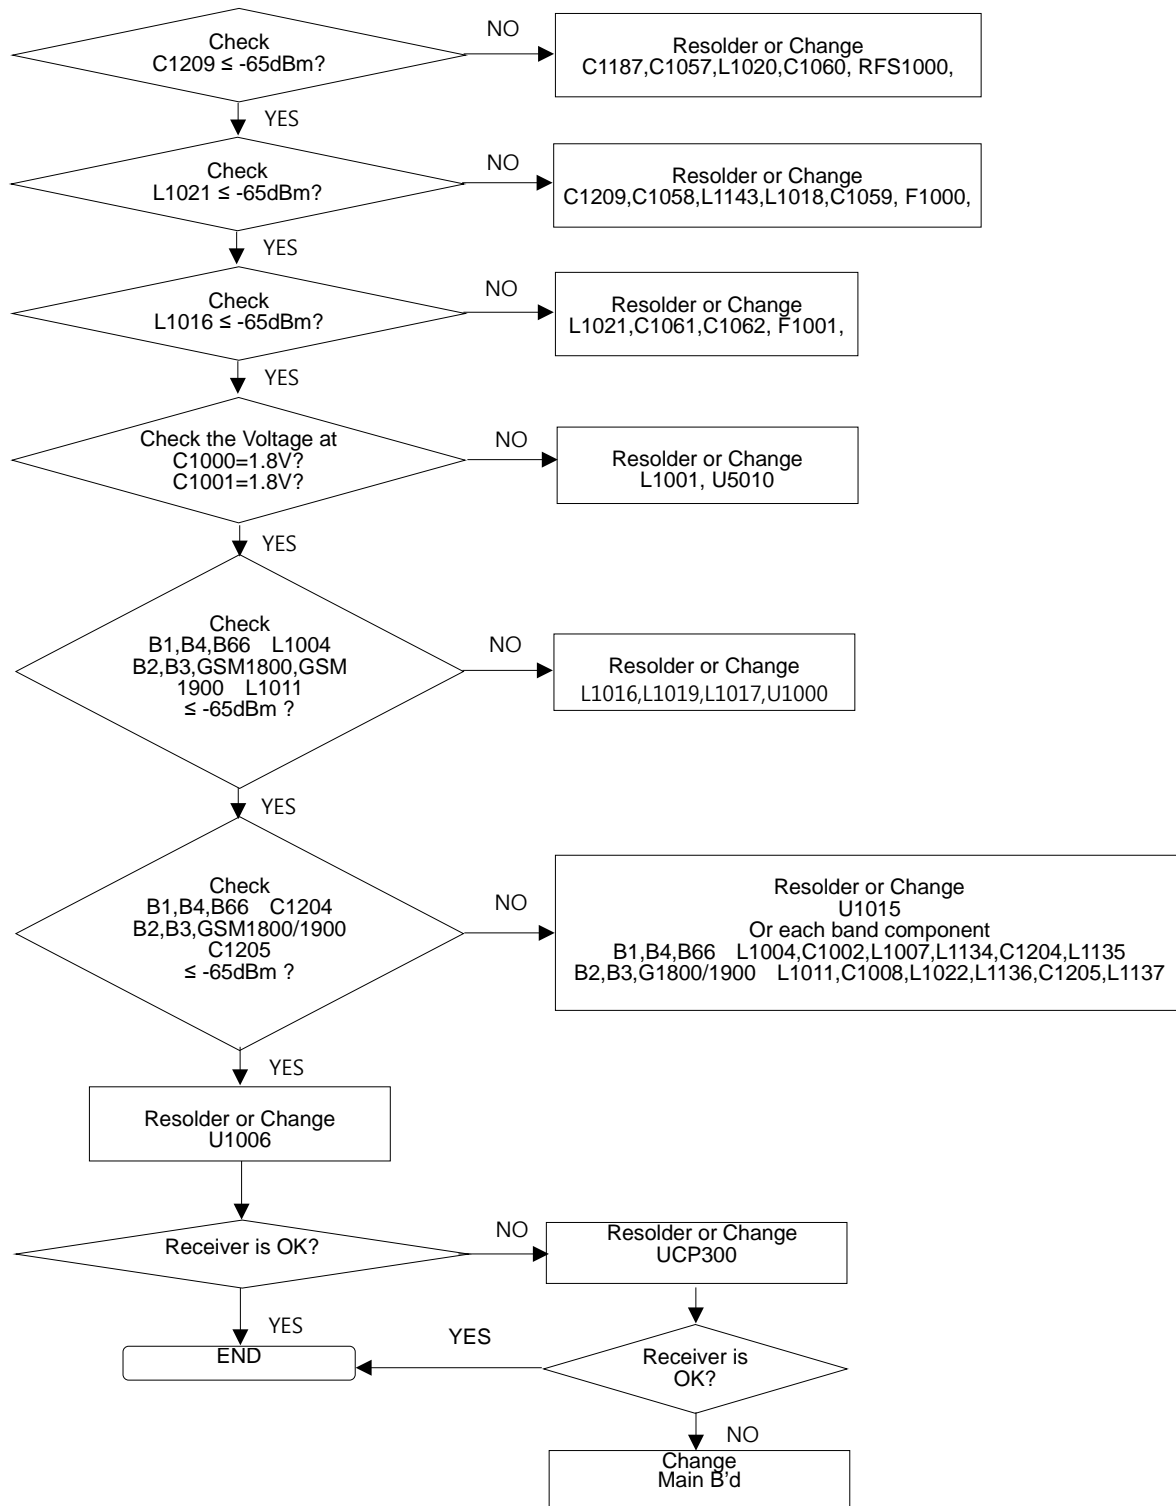 Check
C1209 ≤ -65dBm?
NO
Resolder or Change
C1187,C1057,L1020,C1060, RFS1000,
YES
Check
L1021 ≤ -65dBm?
NO
Resolder or Change
C1209,C1058,L1143,L1018,C1059, F1000,
YES
Check
L1016 ≤ -65dBm?
NO
Resolder or Change
L1021,C1061,C1062, F1001,
YES
Check the Voltage at
C1000=1.8V?
C1001=1.8V?
NO
Resolder or Change
L1001, U5010
YES
Check
B1,B4,B66 L1004
B2,B3,GSM1800,GSM
1900 L1011
≤ -65dBm ?
NO
Resolder or Change
L1016,L1019,L1017,U1000
YES
Check
B1,B4,B66 C1204
B2,B3,GSM1800/1900
C1205
≤ -65dBm ?
NO
Resolder or Change
U1015
Or each band component
B1,B4,B66 L1004,C1002,L1007,L1134,C1204,L1135
B2,B3,G1800/1900 L1011,C1008,L1022,L1136,C1205,L1137
YES
Resolder or Change
U1006
Receiver is OK?
NO
Resolder or Change
UCP300
YES
END
YES
Receiver is
OK?
NO
Change
Main B'd